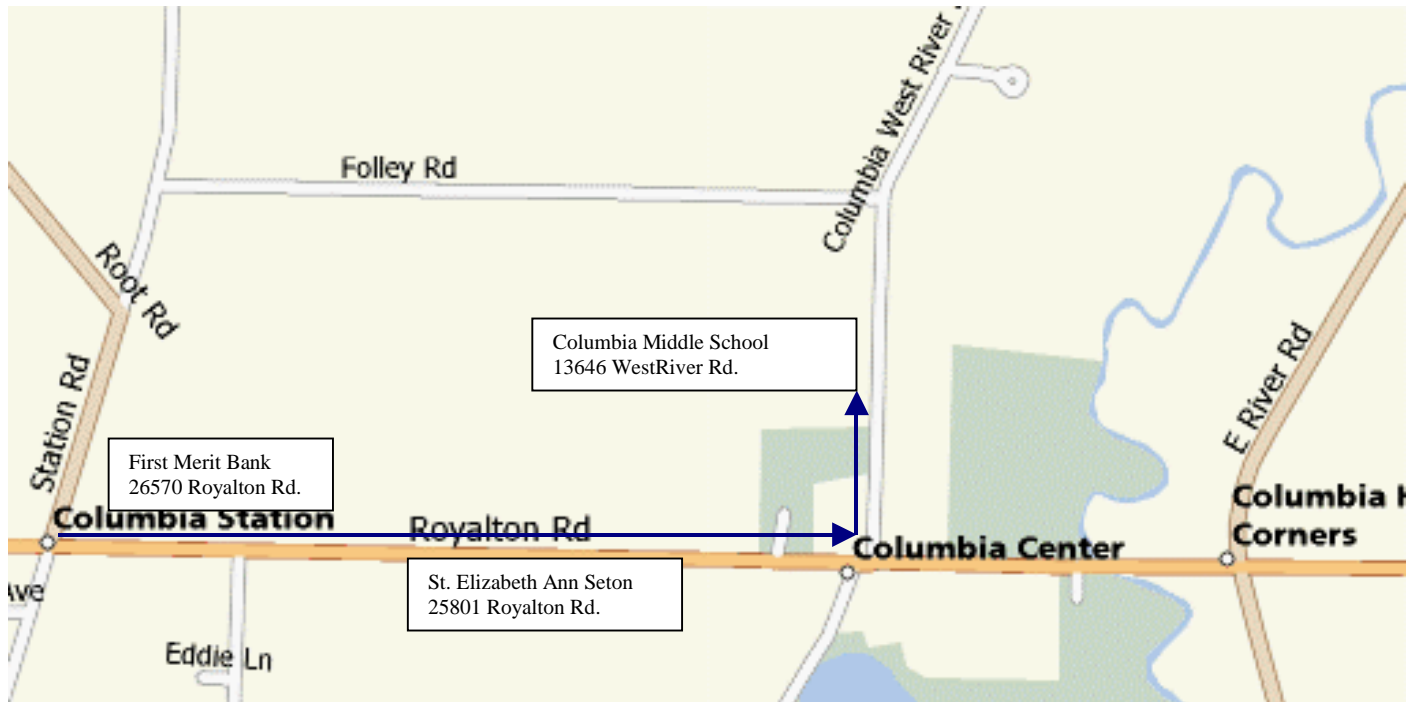 Columbia West River
Folley Rd
Root Rd
Columbia Middle School
13646 WestRiver Rd.
Station Rd
E River Rd
First Merit Bank
26570 Royalton Rd.
Columbia Station
Royalton Rd
Columbia H
Corners
Columbia Center
St. Elizabeth Ann Seton
25801 Royalton Rd.
Ave
Eddie Ln